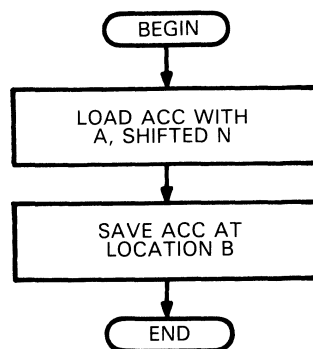 BEGIN
LOAD ACC WITH
A, SHIFTED N
SAVE ACC AT
LOCATION B
END